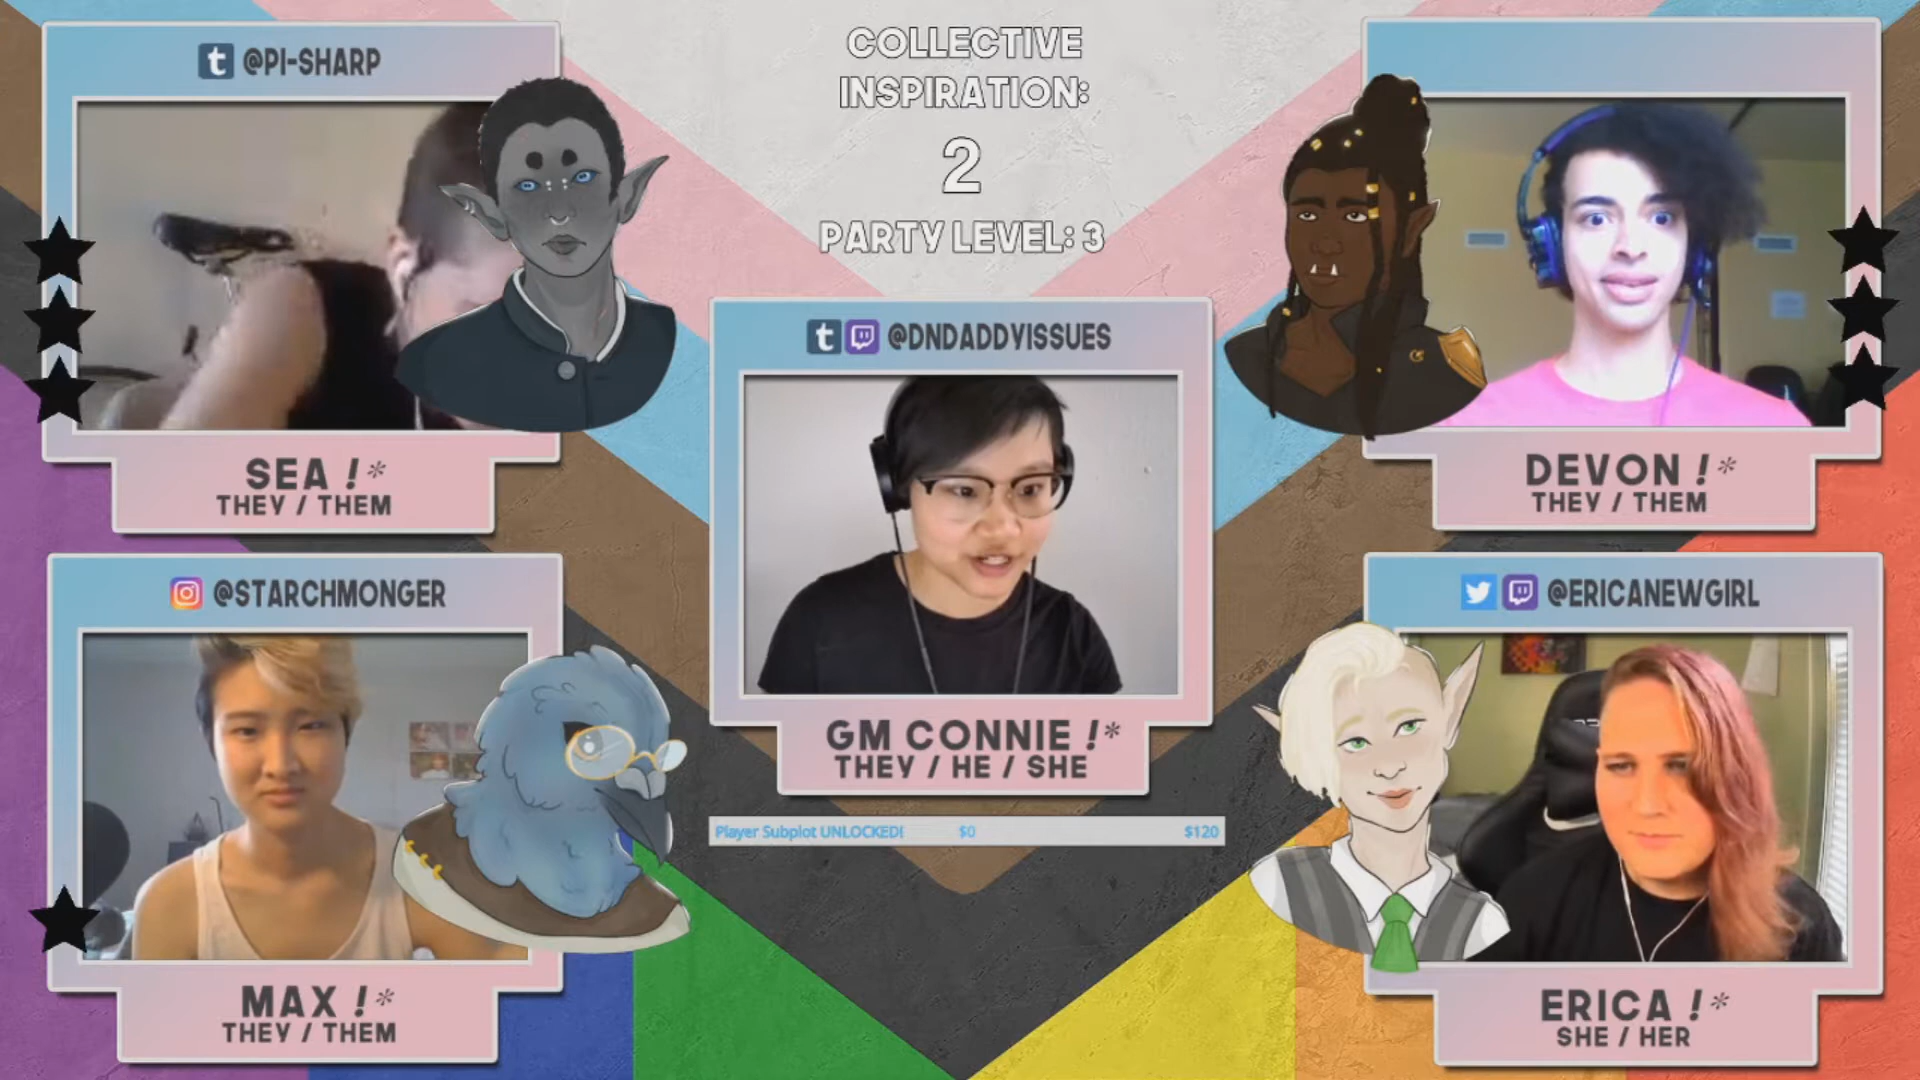 @PI-SHARP
COLLECTIVE
INSPIRATION:
2
PARTY LEVEL: 3
SEA !*
THEY / THEM
@DNDADDYISSUES
DEVON !*
THEY / THEM
@STARCHMONGER
GM CONNIE !*
THEY / HE / SHE
@ERICANEWGIRL
Player Subplot UNLOCKED! $0 $120
MAX !*
THEY / THEM
ERICA !*
SHE / HER